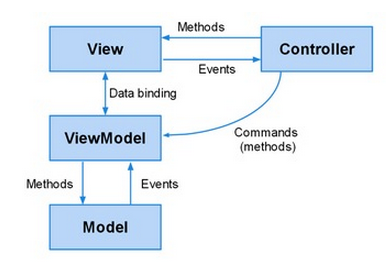 Methods
View
Controller
Events
Data binding
ViewModel
Commands
(methods)
Methods
Events
Model